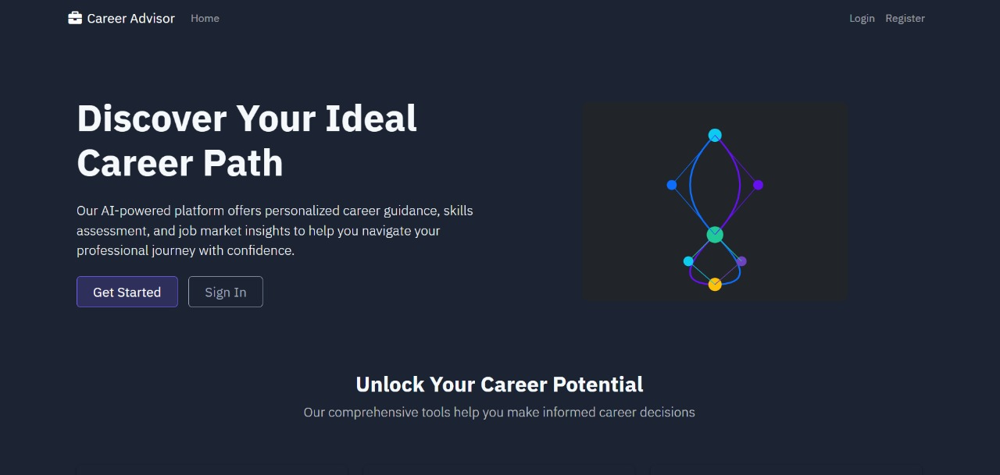 Career Advisor
Home
Login
Register
Discover Your Ideal
Career Path
Our AI-powered platform offers personalized career guidance, skills
assessment, and job market insights to help you navigate your
professional journey with confidence.
Get Started
Sign In
Unlock Your Career Potential
Our comprehensive tools help you make informed career decisions